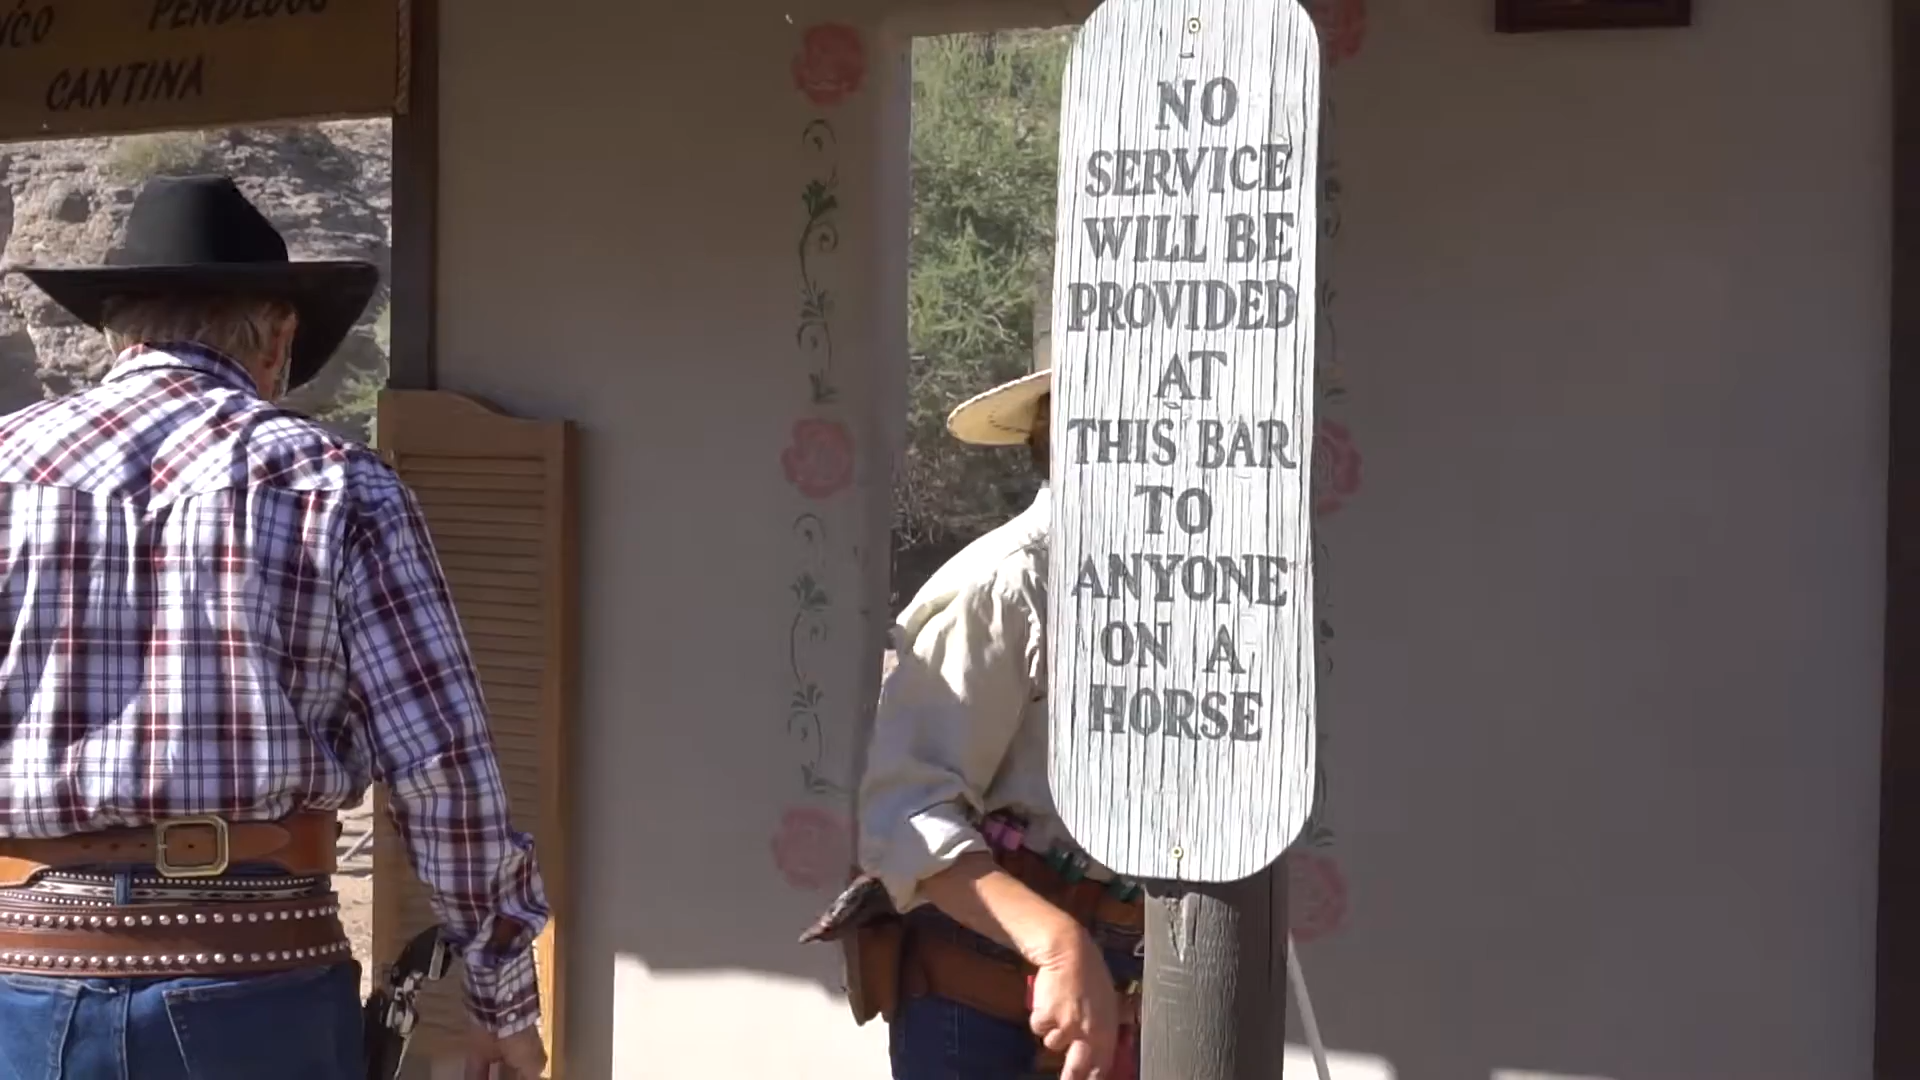 PENDEJOS
CANTINA
NO
SERVICE
WILL BE
PROVIDED
AT
THIS BAR
TO
ANYONE
ON A
HORSE